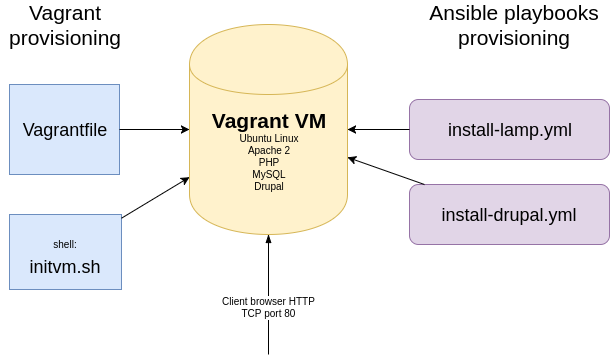 Vagrant
provisioning
Ansible playbooks
provisioning
Vagrantfile
shell:
initvm.sh
Vagrant VM
Ubuntu Linux
Apache 2
PHP
MySQL
Drupal
install-lamp.yml
install-drupal.yml
Client browser HTTP
TCP port 80